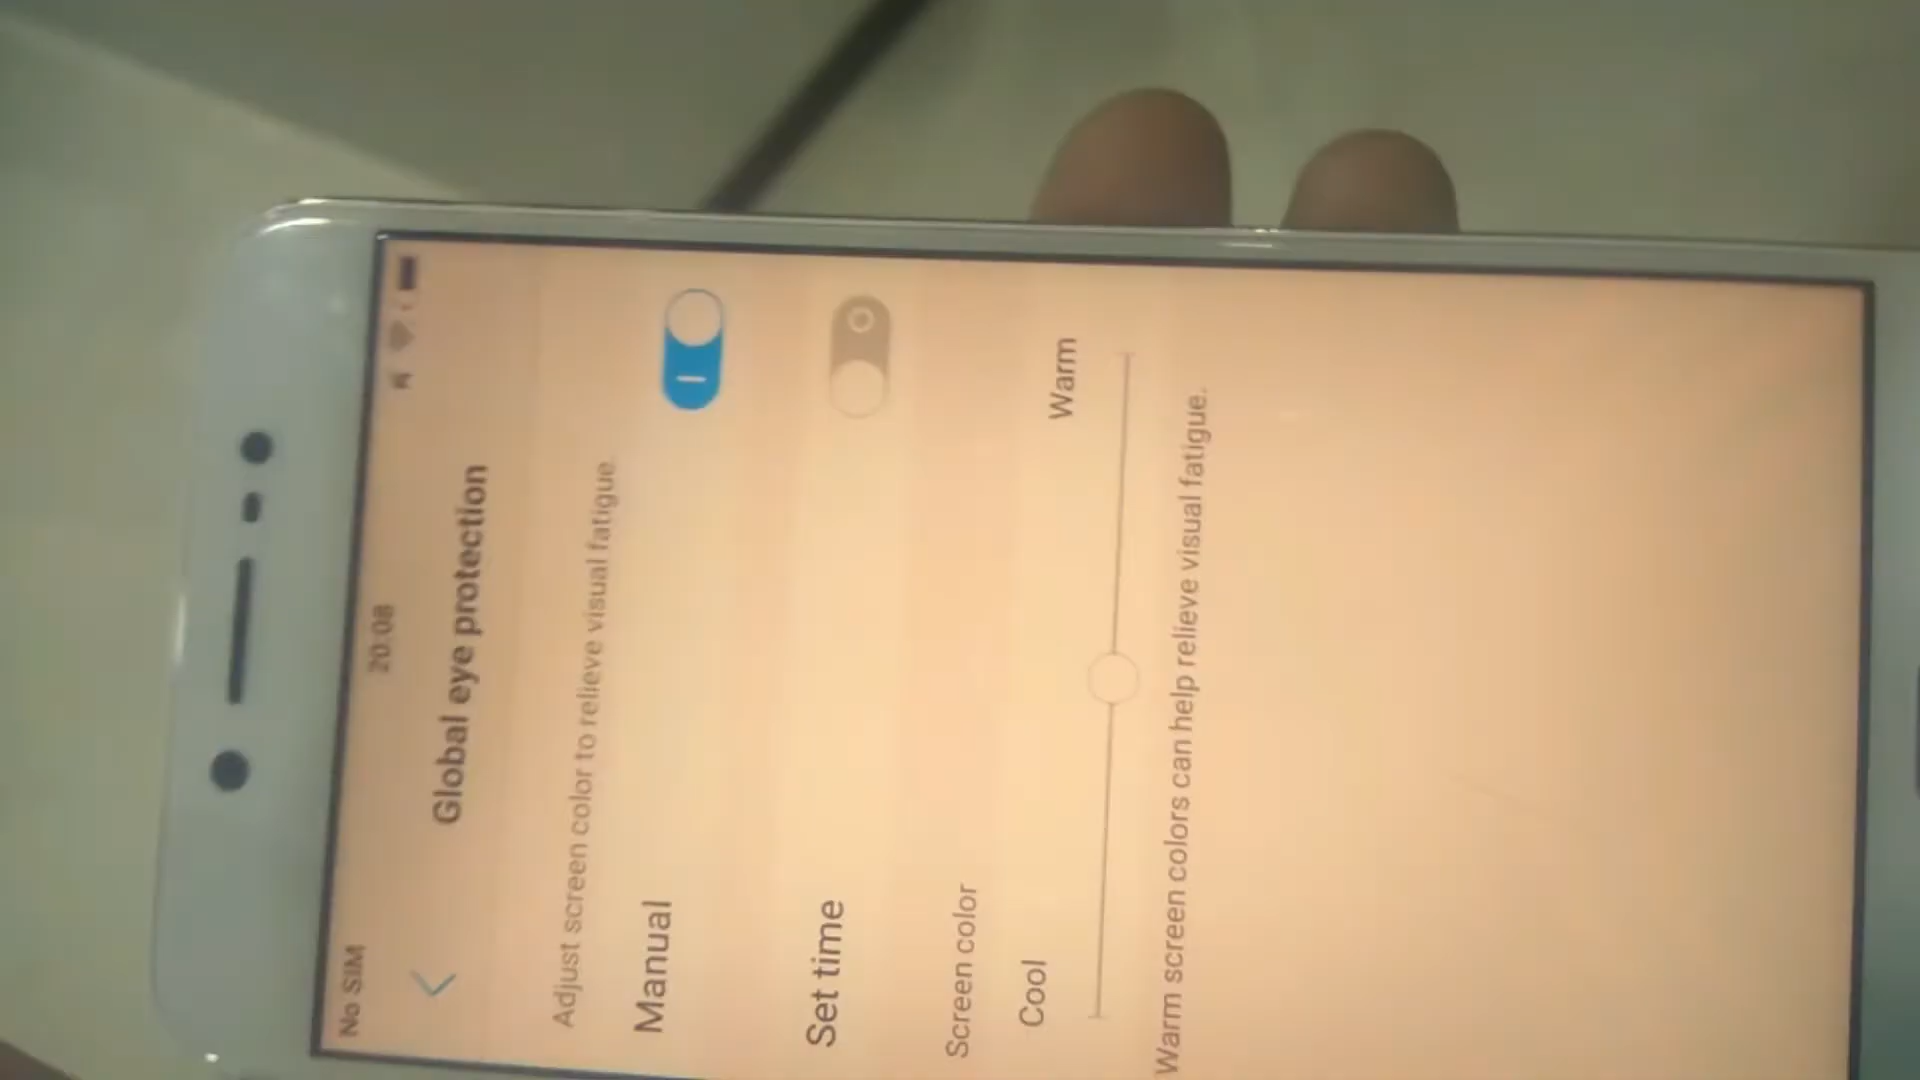 No SIM 20:08
Global eye protection
Adjust screen color to relieve visual fatigue.
Manual
Set time
Screen color
Cool Warm
Warm screen colors can help relieve visual fatigue.